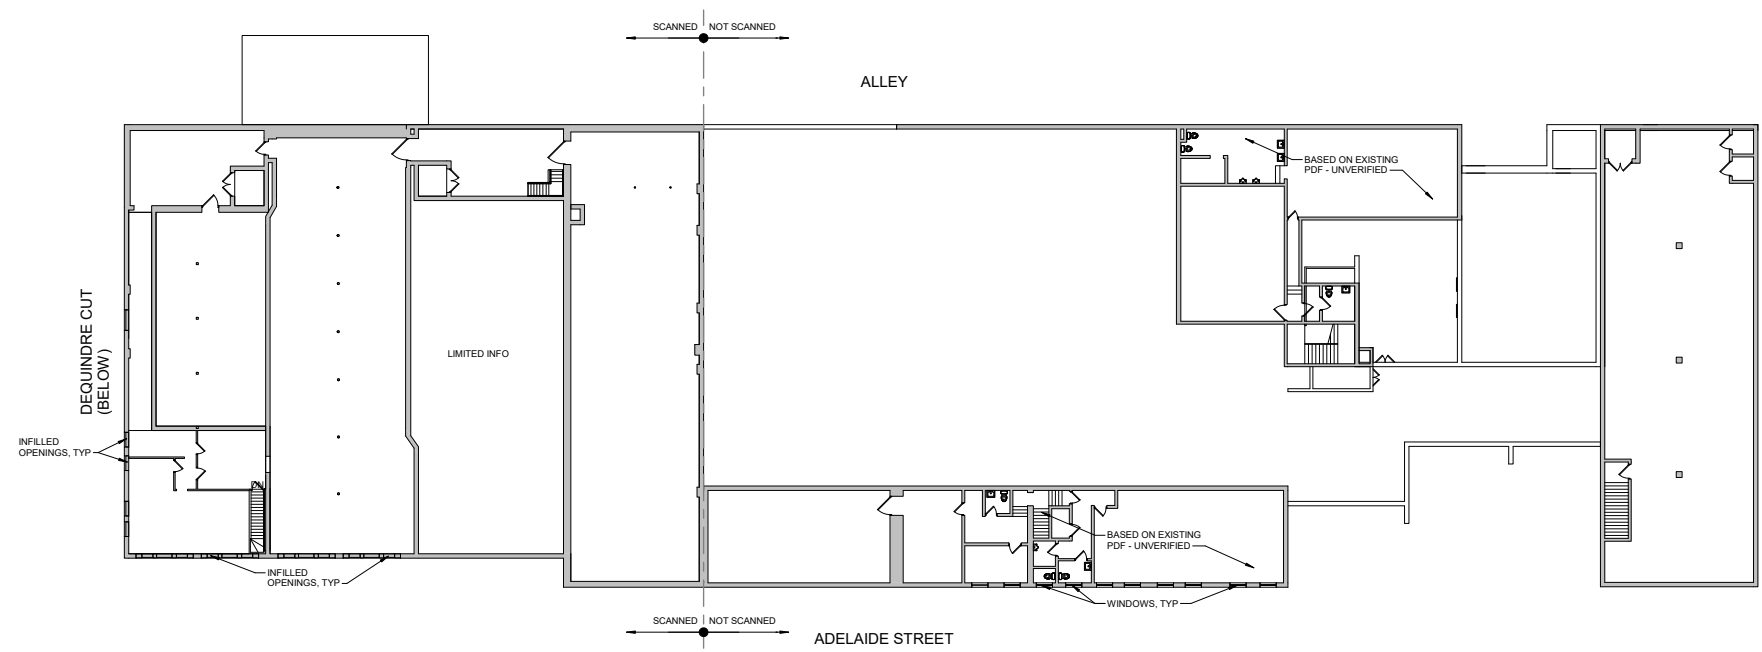 SCANNED NOT SCANNED
ALLEY
BASED ON EXISTING
PDF - UNVERIFIED
DEQUINDRE CUT
(BELOW)
LIMITED INFO
INFILLED
OPENINGS, TYP
DN
BASED ON EXISTING
PDF - UNVERIFIED
INFILLED
OPENINGS, TYP
WINDOWS, TYP
SCANNED NOT SCANNED
ADELAIDE STREET